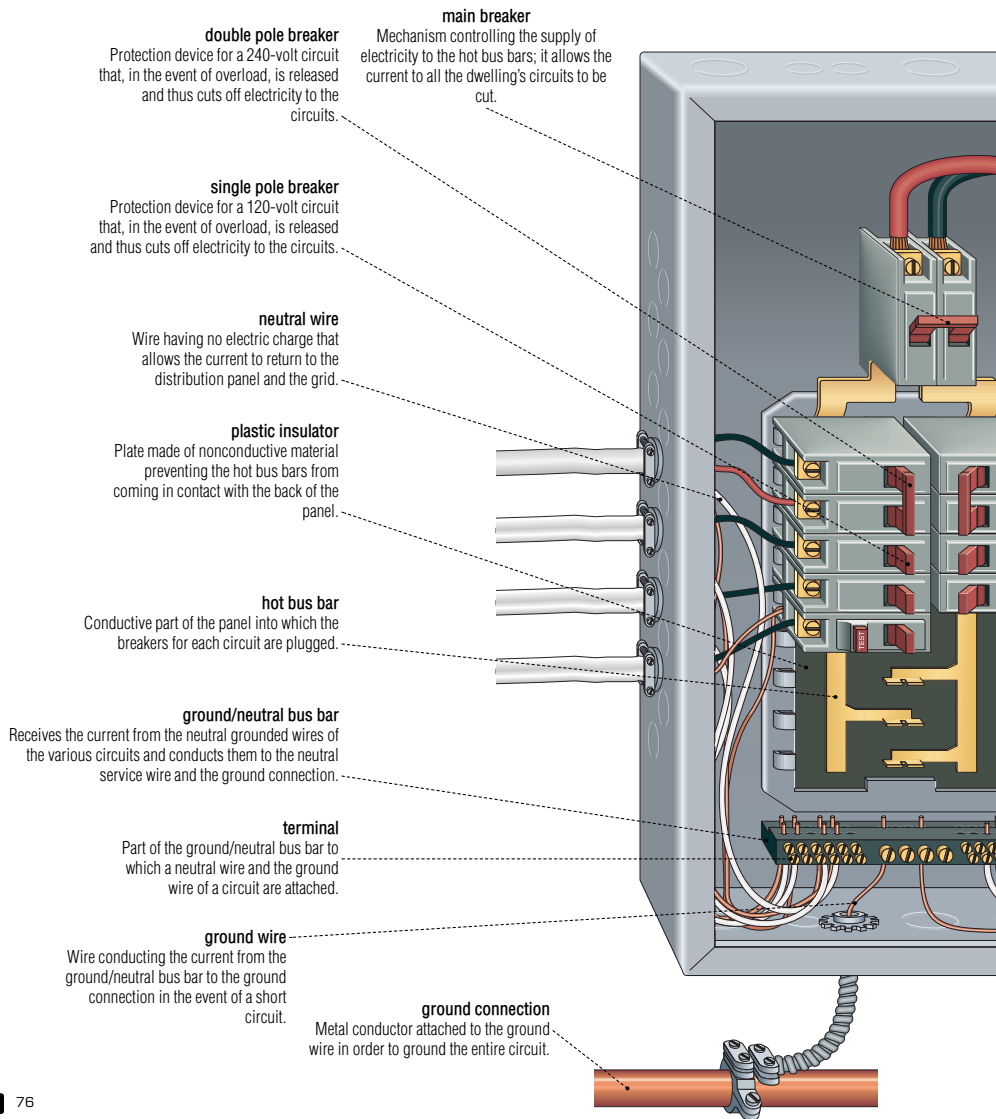 main breaker
Mechanism controlling the supply of
electricity to the hot bus bars; it allows the
current to all the dwelling's circuits to be
cut.
double pole breaker
Protection device for a 240-volt circuit
that, in the event of overload, is released
and thus cuts off electricity to the
circuits.
single pole breaker
Protection device for a 120-volt circuit
that, in the event of overload, is released
and thus cuts off electricity to the circuits.
neutral wire
Wire having no electric charge that
allows the current to return to the
distribution panel and the grid.
plastic insulator
Plate made of nonconductive material
preventing the hot bus bars from
coming in contact with the back of the
panel.
hot bus bar
Conductive part of the panel into which the
breakers for each circuit are plugged.
TEST
ground/neutral bus bar
Receives the current from the neutral grounded wires of
the various circuits and conducts them to the neutral
service wire and the ground connection.
terminal
Part of the ground/neutral bus bar to
which a neutral wire and the ground
wire of a circuit are attached.
ground wire
Wire conducting the current from the
ground/neutral bus bar to the ground
connection in the event of a short
circuit.
ground connection
Metal conductor attached to the ground
wire in order to ground the entire circuit.
76